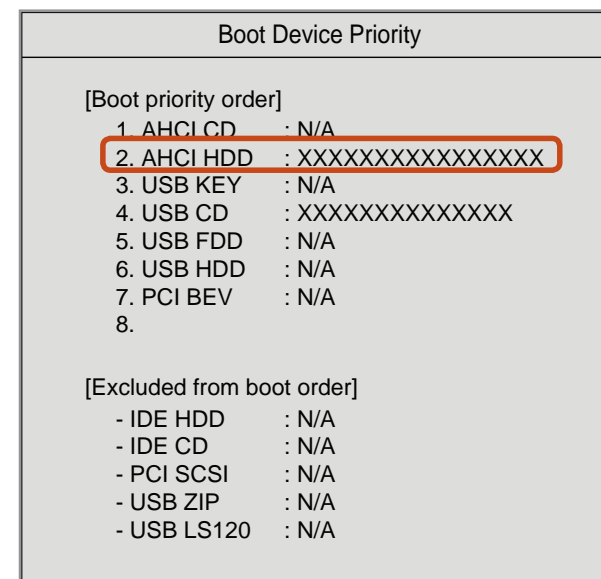 Boot Device Priority
[Boot priority order]
1. AHCI CD : N/A
2. AHCI HDD : XXXXXXXXXXXXXXXX
3. USB KEY : N/A
4. USB CD : XXXXXXXXXXXXXX
5. USB FDD : N/A
6. USB HDD : N/A
7. PCI BEV : N/A
8.
[Excluded from boot order]
- IDE HDD : N/A
- IDE CD : N/A
- PCI SCSI : N/A
- USB ZIP : N/A
- USB LS120 : N/A